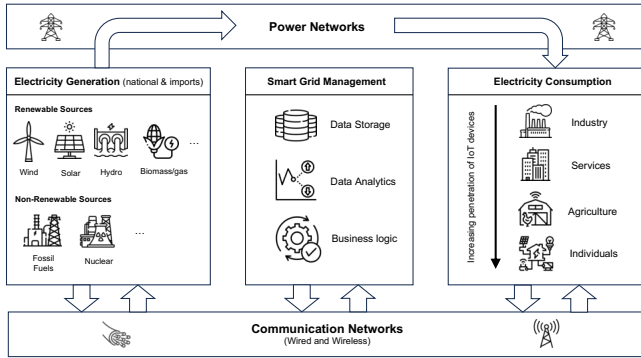 Power Networks
Electricity Generation (national & imports)
Renewable Sources
Wind
Solar
Hydro
Biomass/gas
...
Non-Renewable Sources
Fossil
Fuels
Nuclear
...
Smart Grid Management
Data Storage
Data Analytics
Business logic
Electricity Consumption
Increasing penetration of IoT devices
Industry
Services
Agriculture
Individuals
Communication Networks
(Wired and Wireless)